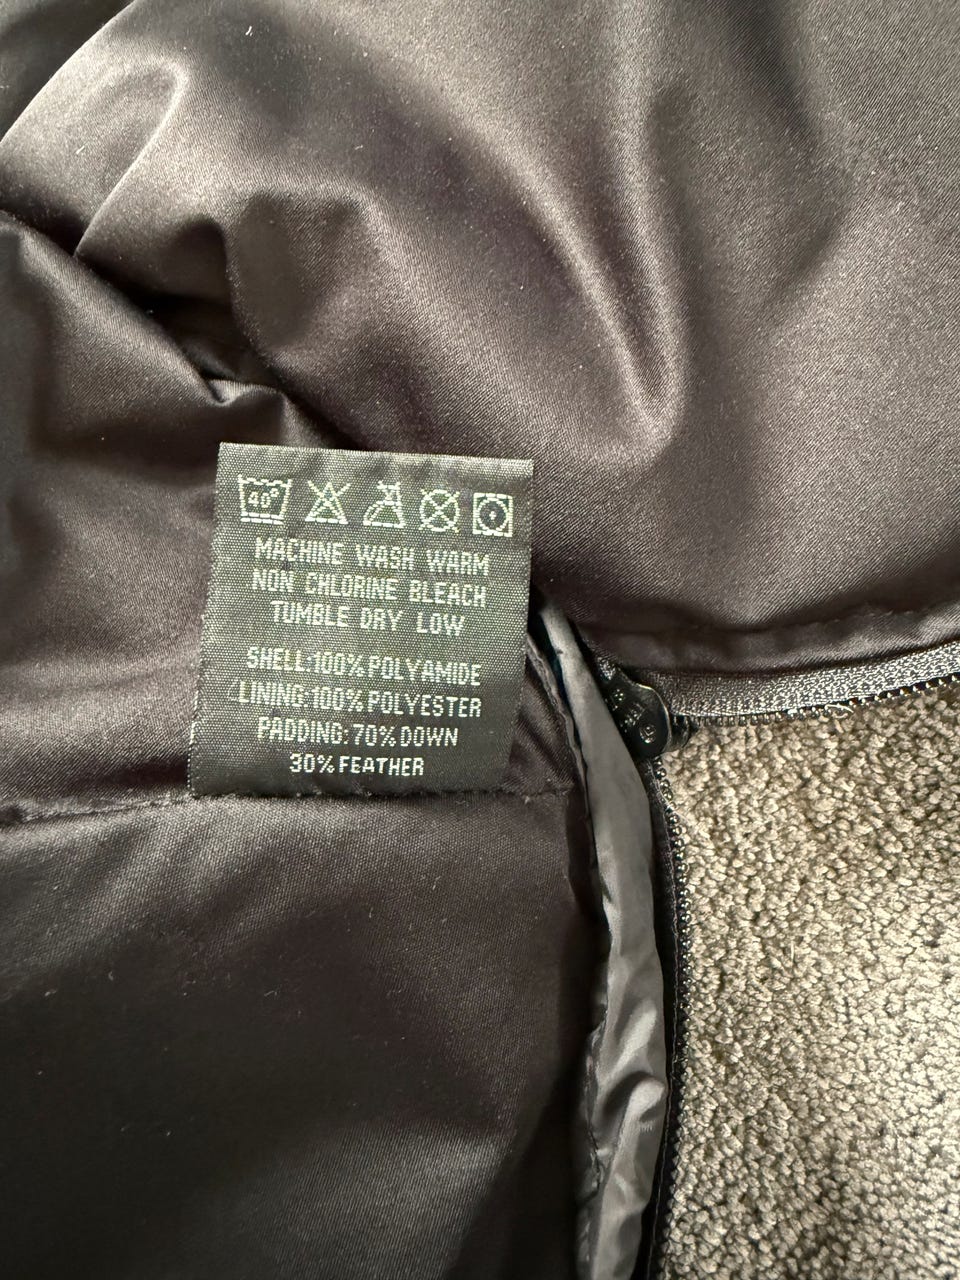 40°
MACHINE WASH WARM
NON CHLORINE BLEACH
TUMBLE DRY LOW
SHELL:100%POLYAMIDE
LINING:100%POLYESTER
PADDING:70%DOWN
30%FEATHER